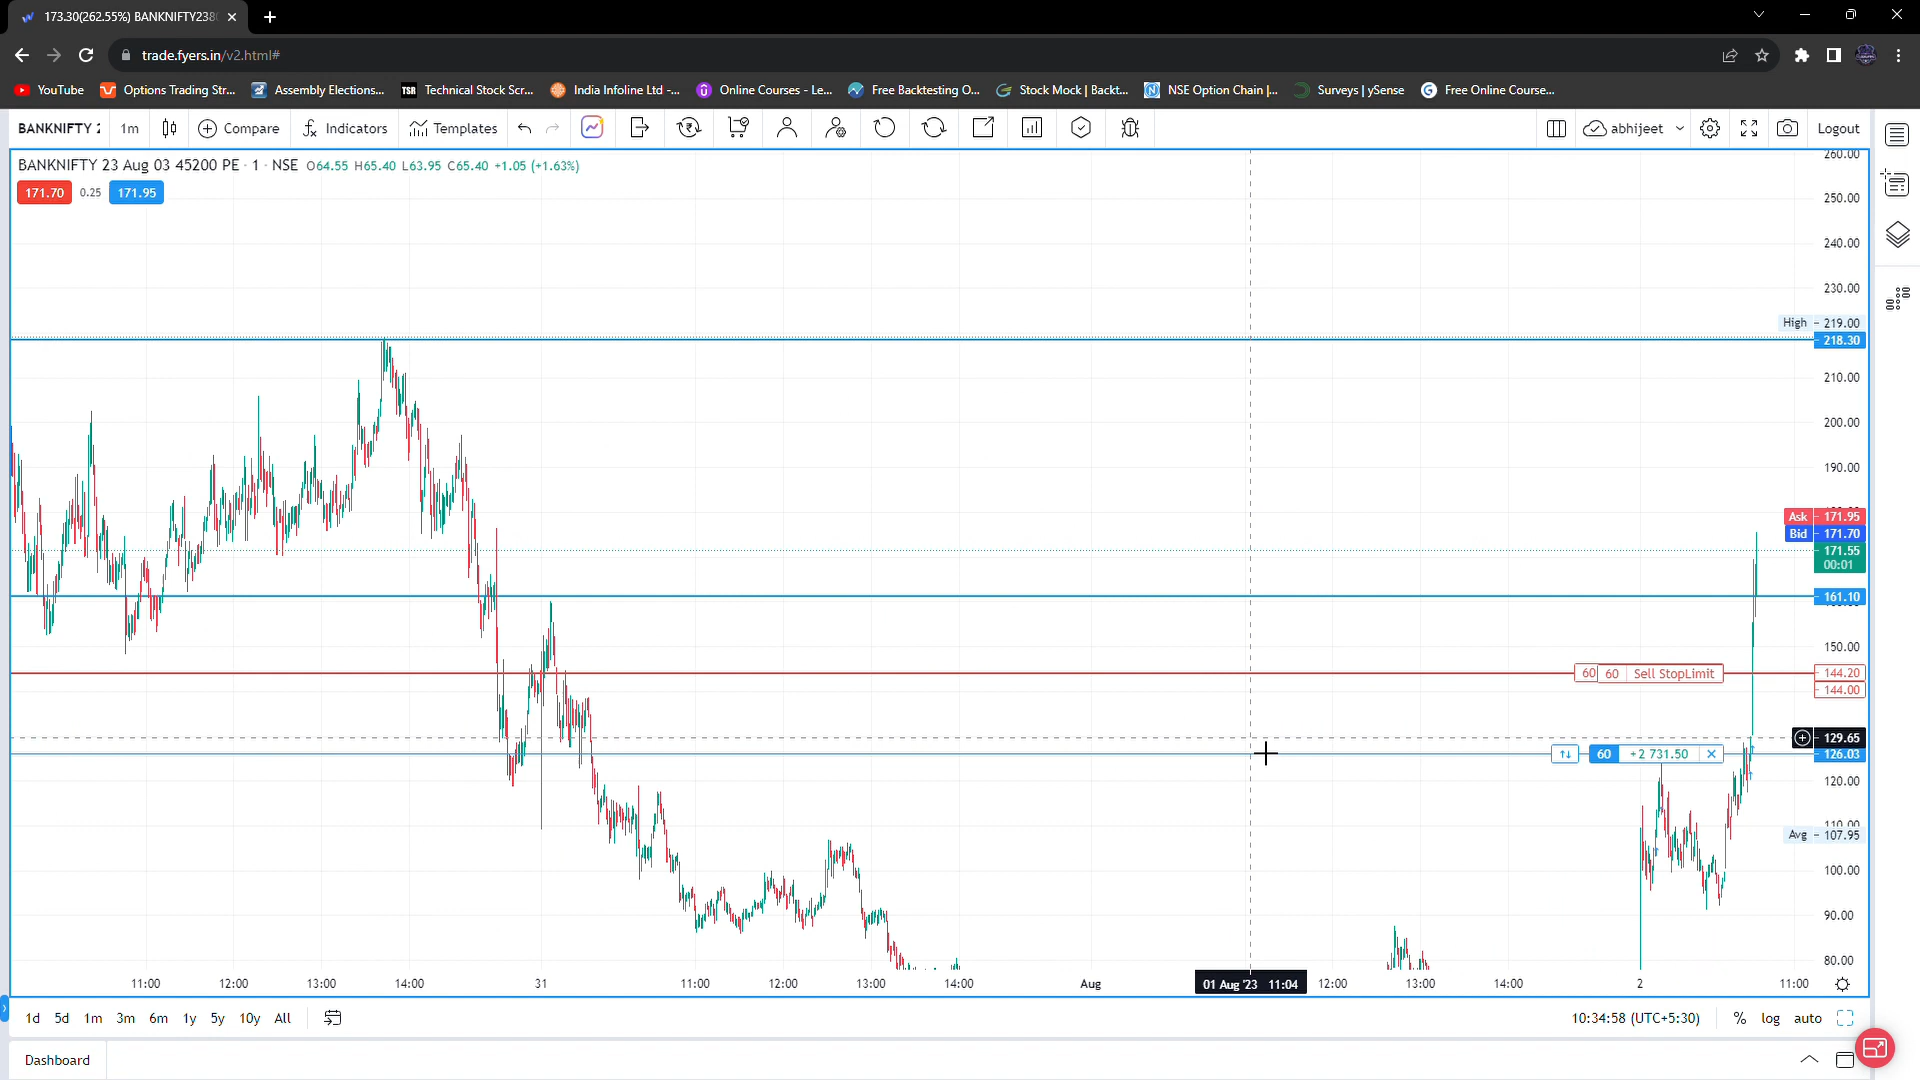 173.30(262.55%) BANKNIFTY238
trade.fyers.in/v2.html#
YouTube Options Trading Str... Assembly Elections... TSR Technical Stock Scr... India Infoline Ltd -... Online Courses - Le... Free Backtesting O... Stock Mock | Backt... NSE Option Chain |... Surveys | ySense Free Online Course...
BANKNIFTY 1m Compare Indicators Templates abhijeet Logout
BANKNIFTY 23 Aug 03 45200 PE · 1 · NSE O64.55 H65.40 L63.95 C65.40 +1.05 (+1.63%)
171.70 0.25 171.95
260.00
250.00
240.00
230.00
High 219.00
218.30
210.00
200.00
190.00
Ask 171.95
Bid 171.70
171.55
00:01
161.10
150.00
60 60 Sell StopLimit 144.20
144.00
129.65
60 +2 731.50 126.03
120.00
110.00
Avg 107.95
100.00
90.00
80.00
11:00 12:00 13:00 14:00 31 11:00 12:00 13:00 14:00 Aug 01 Aug '23 11:04 12:00 13:00 14:00 2 11:00
1d 5d 1m 3m 6m 1y 5y 10y All 10:34:58 (UTC+5:30) % log auto
Dashboard